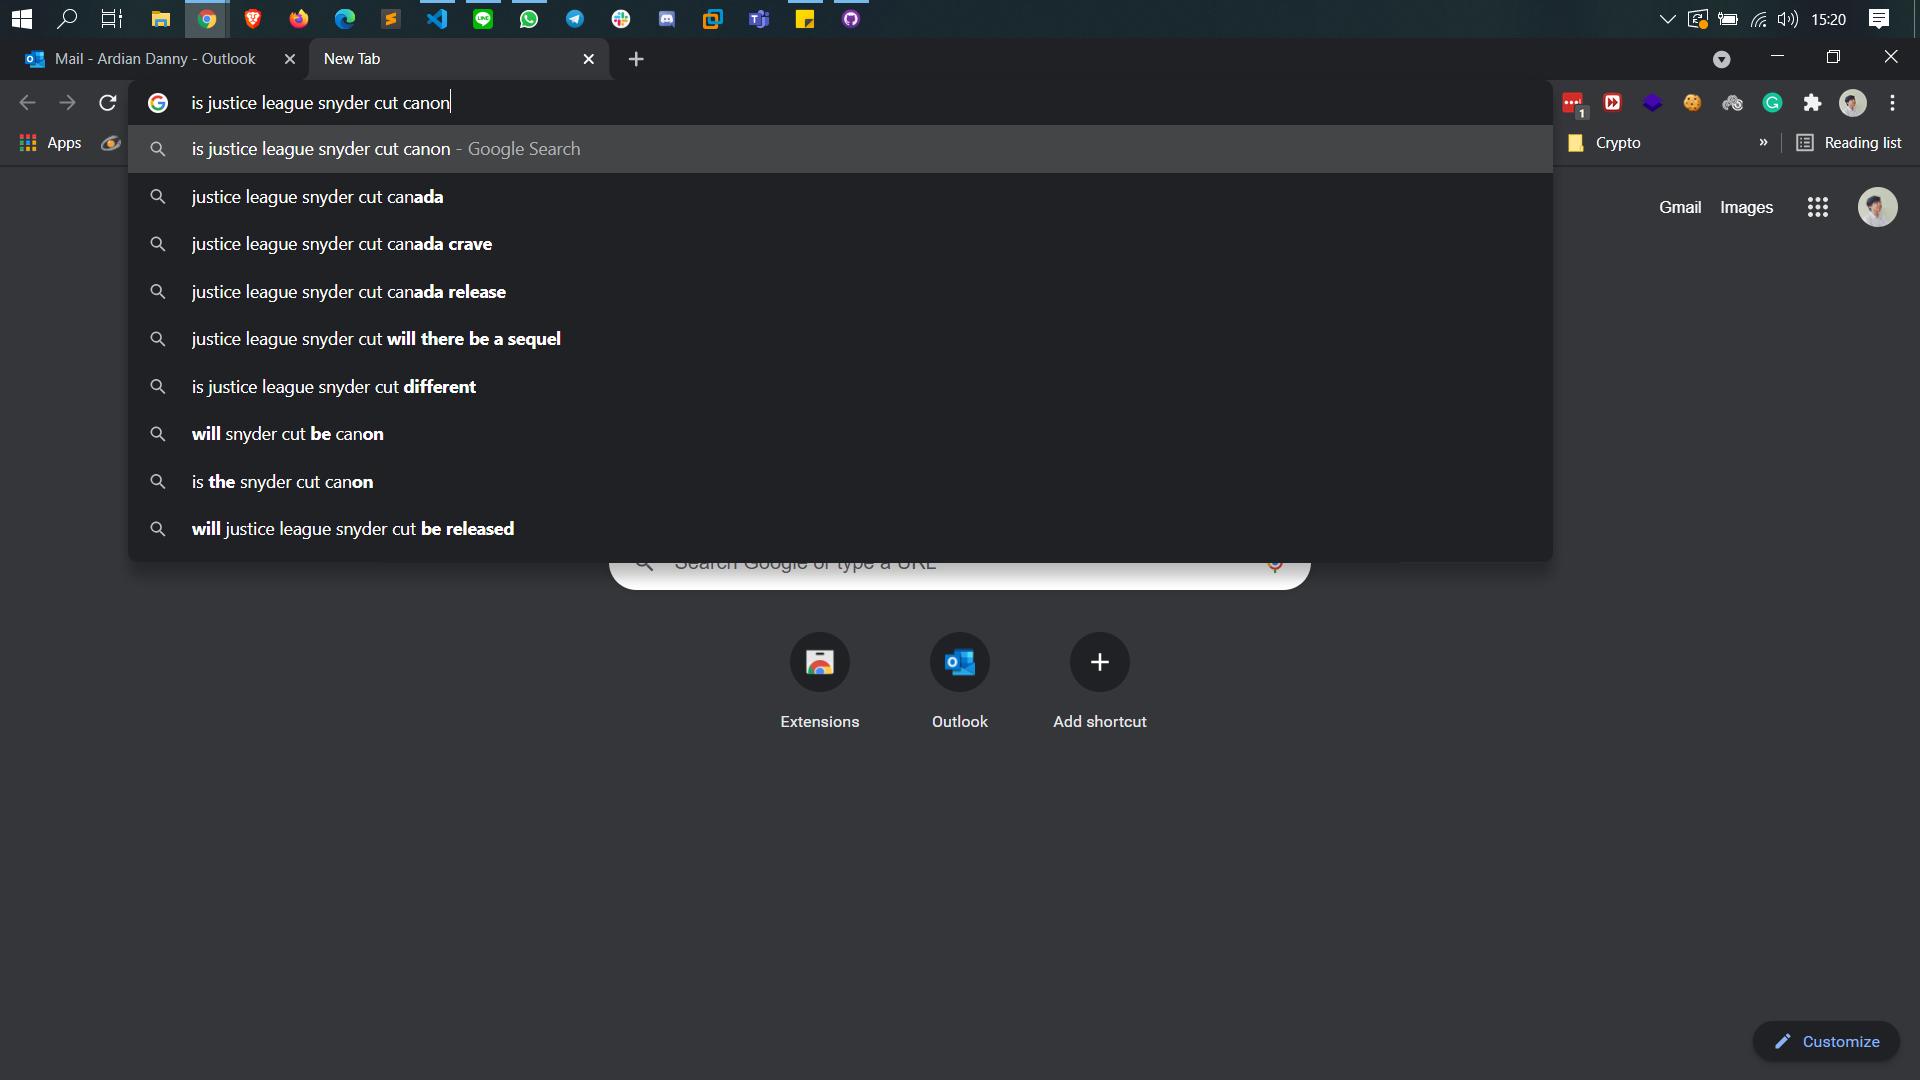 15:20
Mail - Ardian Danny - Outlook
New Tab
is justice league snyder cut canon
1
Apps
Crypto
»
Reading list
is justice league snyder cut canon - Google Search
justice league snyder cut canada
justice league snyder cut canada crave
justice league snyder cut canada release
justice league snyder cut will there be a sequel
is justice league snyder cut different
will snyder cut be canon
is the snyder cut canon
will justice league snyder cut be released
Gmail Images
Search Google or type a URL
Extensions
Outlook
Add shortcut
Customize